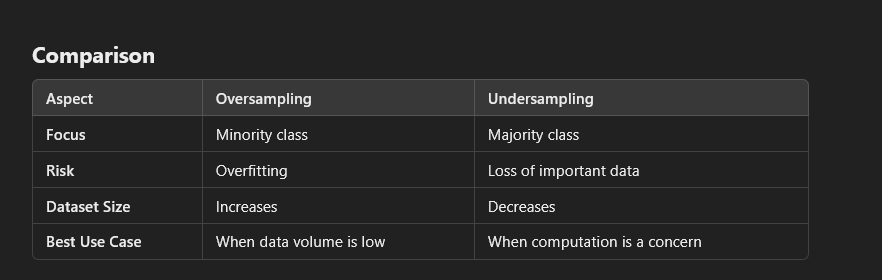 Comparison
Aspect Oversampling Undersampling
Focus Minority class Majority class
Risk Overfitting Loss of important data
Dataset Size Increases Decreases
Best Use Case When data volume is low When computation is a concern